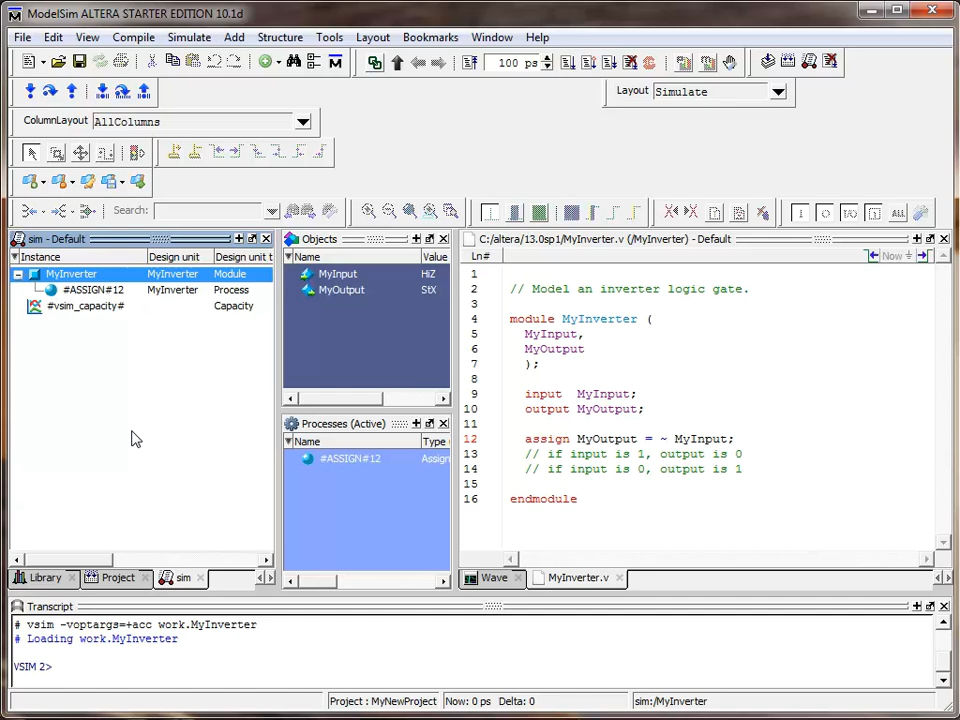 ModelSim ALTERA STARTER EDITION 10.1d
File Edit View Compile Simulate Add Structure Tools Layout Bookmarks Window Help
100 ps
Layout Simulate
ColumnLayout AllColumns
Search:
ALL
sim - Default
Instance Design unit Design unit t
MyInverter MyInverter Module
#ASSIGN#12 MyInverter Process
#vsim_capacity# Capacity
Objects
Name Value
MyInput HiZ
MyOutput StX
Processes (Active)
Name Type
#ASSIGN#12 Assign
C:/altera/13.0sp1/MyInverter.v (/MyInverter) - Default
Ln# Now
1
2 // Model an inverter logic gate.
3
4 module MyInverter (
5 MyInput,
6 MyOutput
7 );
8
9 input MyInput;
10 output MyOutput;
11
12 assign MyOutput = ~ MyInput;
13 // if input is 1, output is 0
14 // if input is 0, output is 1
15
16 endmodule
Library Project sim
Wave MyInverter.v
Transcript
# vsim -voptargs=+acc work.MyInverter
# Loading work.MyInverter
VSIM 2>
Project : MyNewProject Now: 0 ps Delta: 0 sim:/MyInverter